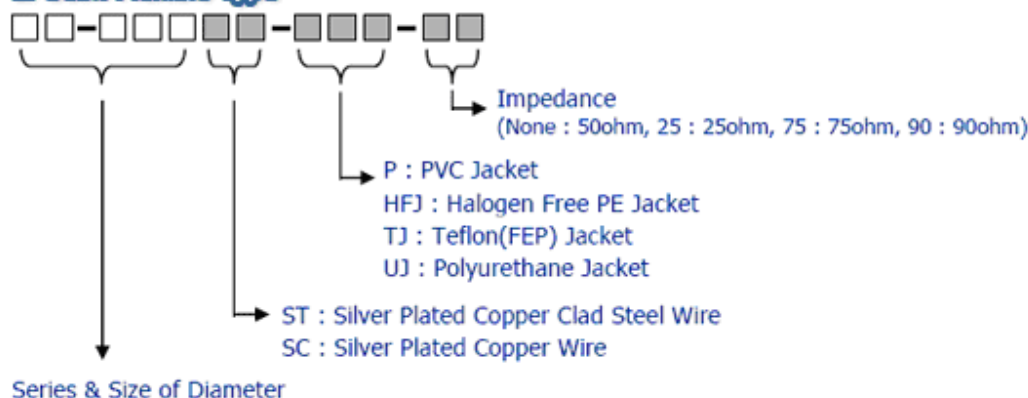 Impedance
(None : 50ohm, 25 : 25ohm, 75 : 75ohm, 90 : 90ohm)
P : PVC Jacket
HFJ : Halogen Free PE Jacket
TJ : Teflon(FEP) Jacket
UJ : Polyurethane Jacket
ST : Silver Plated Copper Clad Steel Wire
SC : Silver Plated Copper Wire
Series & Size of Diameter